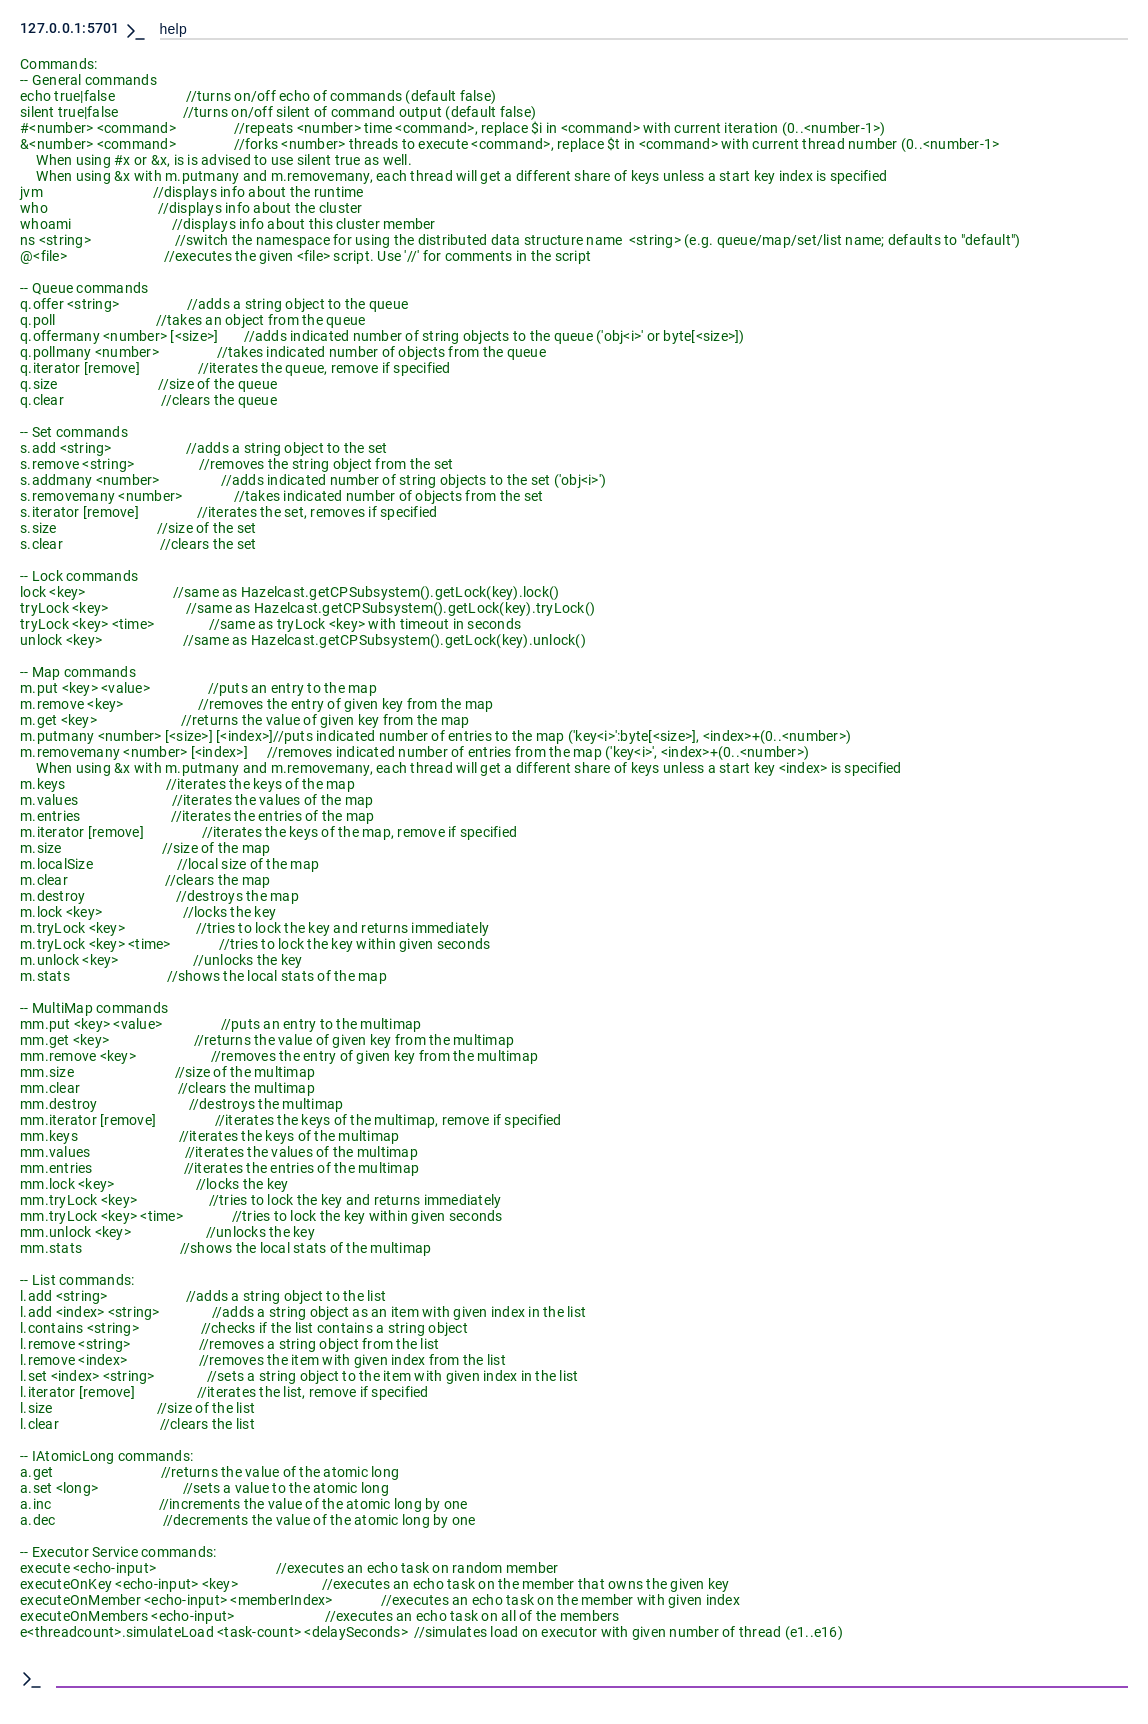 127.0.0.1:5701 >_ help
Commands:
-- General commands
echo true|false //turns on/off echo of commands (default false)
silent true|false //turns on/off silent of command output (default false)
#<number> <command> //repeats <number> time <command>, replace $i in <command> with current iteration (0..<number-1>)
&<number> <command> //forks <number> threads to execute <command>, replace $t in <command> with current thread number (0..<number-1>
When using #x or &x, is is advised to use silent true as well.
When using &x with m.putmany and m.removemany, each thread will get a different share of keys unless a start key index is specified
jvm //displays info about the runtime
who //displays info about the cluster
whoami //displays info about this cluster member
ns <string> //switch the namespace for using the distributed data structure name  <string> (e.g. queue/map/set/list name; defaults to "default")
@<file> //executes the given <file> script. Use '//' for comments in the script
-- Queue commands
q.offer <string> //adds a string object to the queue
q.poll //takes an object from the queue
q.offermany <number> [<size>] //adds indicated number of string objects to the queue ('obj<i>' or byte[<size>])
q.pollmany <number> //takes indicated number of objects from the queue
q.iterator [remove] //iterates the queue, remove if specified
q.size //size of the queue
q.clear //clears the queue
-- Set commands
s.add <string> //adds a string object to the set
s.remove <string> //removes the string object from the set
s.addmany <number> //adds indicated number of string objects to the set ('obj<i>')
s.removemany <number> //takes indicated number of objects from the set
s.iterator [remove] //iterates the set, removes if specified
s.size //size of the set
s.clear //clears the set
-- Lock commands
lock <key> //same as Hazelcast.getCPSubsystem().getLock(key).lock()
tryLock <key> //same as Hazelcast.getCPSubsystem().getLock(key).tryLock()
tryLock <key> <time> //same as tryLock <key> with timeout in seconds
unlock <key> //same as Hazelcast.getCPSubsystem().getLock(key).unlock()
-- Map commands
m.put <key> <value> //puts an entry to the map
m.remove <key> //removes the entry of given key from the map
m.get <key> //returns the value of given key from the map
m.putmany <number> [<size>] [<index>]//puts indicated number of entries to the map ('key<i>':byte[<size>], <index>+(0..<number>)
m.removemany <number> [<index>] //removes indicated number of entries from the map ('key<i>', <index>+(0..<number>)
When using &x with m.putmany and m.removemany, each thread will get a different share of keys unless a start key <index> is specified
m.keys //iterates the keys of the map
m.values //iterates the values of the map
m.entries //iterates the entries of the map
m.iterator [remove] //iterates the keys of the map, remove if specified
m.size //size of the map
m.localSize //local size of the map
m.clear //clears the map
m.destroy //destroys the map
m.lock <key> //locks the key
m.tryLock <key> //tries to lock the key and returns immediately
m.tryLock <key> <time> //tries to lock the key within given seconds
m.unlock <key> //unlocks the key
m.stats //shows the local stats of the map
-- MultiMap commands
mm.put <key> <value> //puts an entry to the multimap
mm.get <key> //returns the value of given key from the multimap
mm.remove <key> //removes the entry of given key from the multimap
mm.size //size of the multimap
mm.clear //clears the multimap
mm.destroy //destroys the multimap
mm.iterator [remove] //iterates the keys of the multimap, remove if specified
mm.keys //iterates the keys of the multimap
mm.values //iterates the values of the multimap
mm.entries //iterates the entries of the multimap
mm.lock <key> //locks the key
mm.tryLock <key> //tries to lock the key and returns immediately
mm.tryLock <key> <time> //tries to lock the key within given seconds
mm.unlock <key> //unlocks the key
mm.stats //shows the local stats of the multimap
-- List commands:
l.add <string> //adds a string object to the list
l.add <index> <string> //adds a string object as an item with given index in the list
l.contains <string> //checks if the list contains a string object
l.remove <string> //removes a string object from the list
l.remove <index> //removes the item with given index from the list
l.set <index> <string> //sets a string object to the item with given index in the list
l.iterator [remove] //iterates the list, remove if specified
l.size //size of the list
l.clear //clears the list
-- IAtomicLong commands:
a.get //returns the value of the atomic long
a.set <long> //sets a value to the atomic long
a.inc //increments the value of the atomic long by one
a.dec //decrements the value of the atomic long by one
-- Executor Service commands:
execute <echo-input> //executes an echo task on random member
executeOnKey <echo-input> <key> //executes an echo task on the member that owns the given key
executeOnMember <echo-input> <memberIndex> //executes an echo task on the member with given index
executeOnMembers <echo-input> //executes an echo task on all of the members
e<threadcount>.simulateLoad <task-count> <delaySeconds> //simulates load on executor with given number of thread (e1..e16)
>_